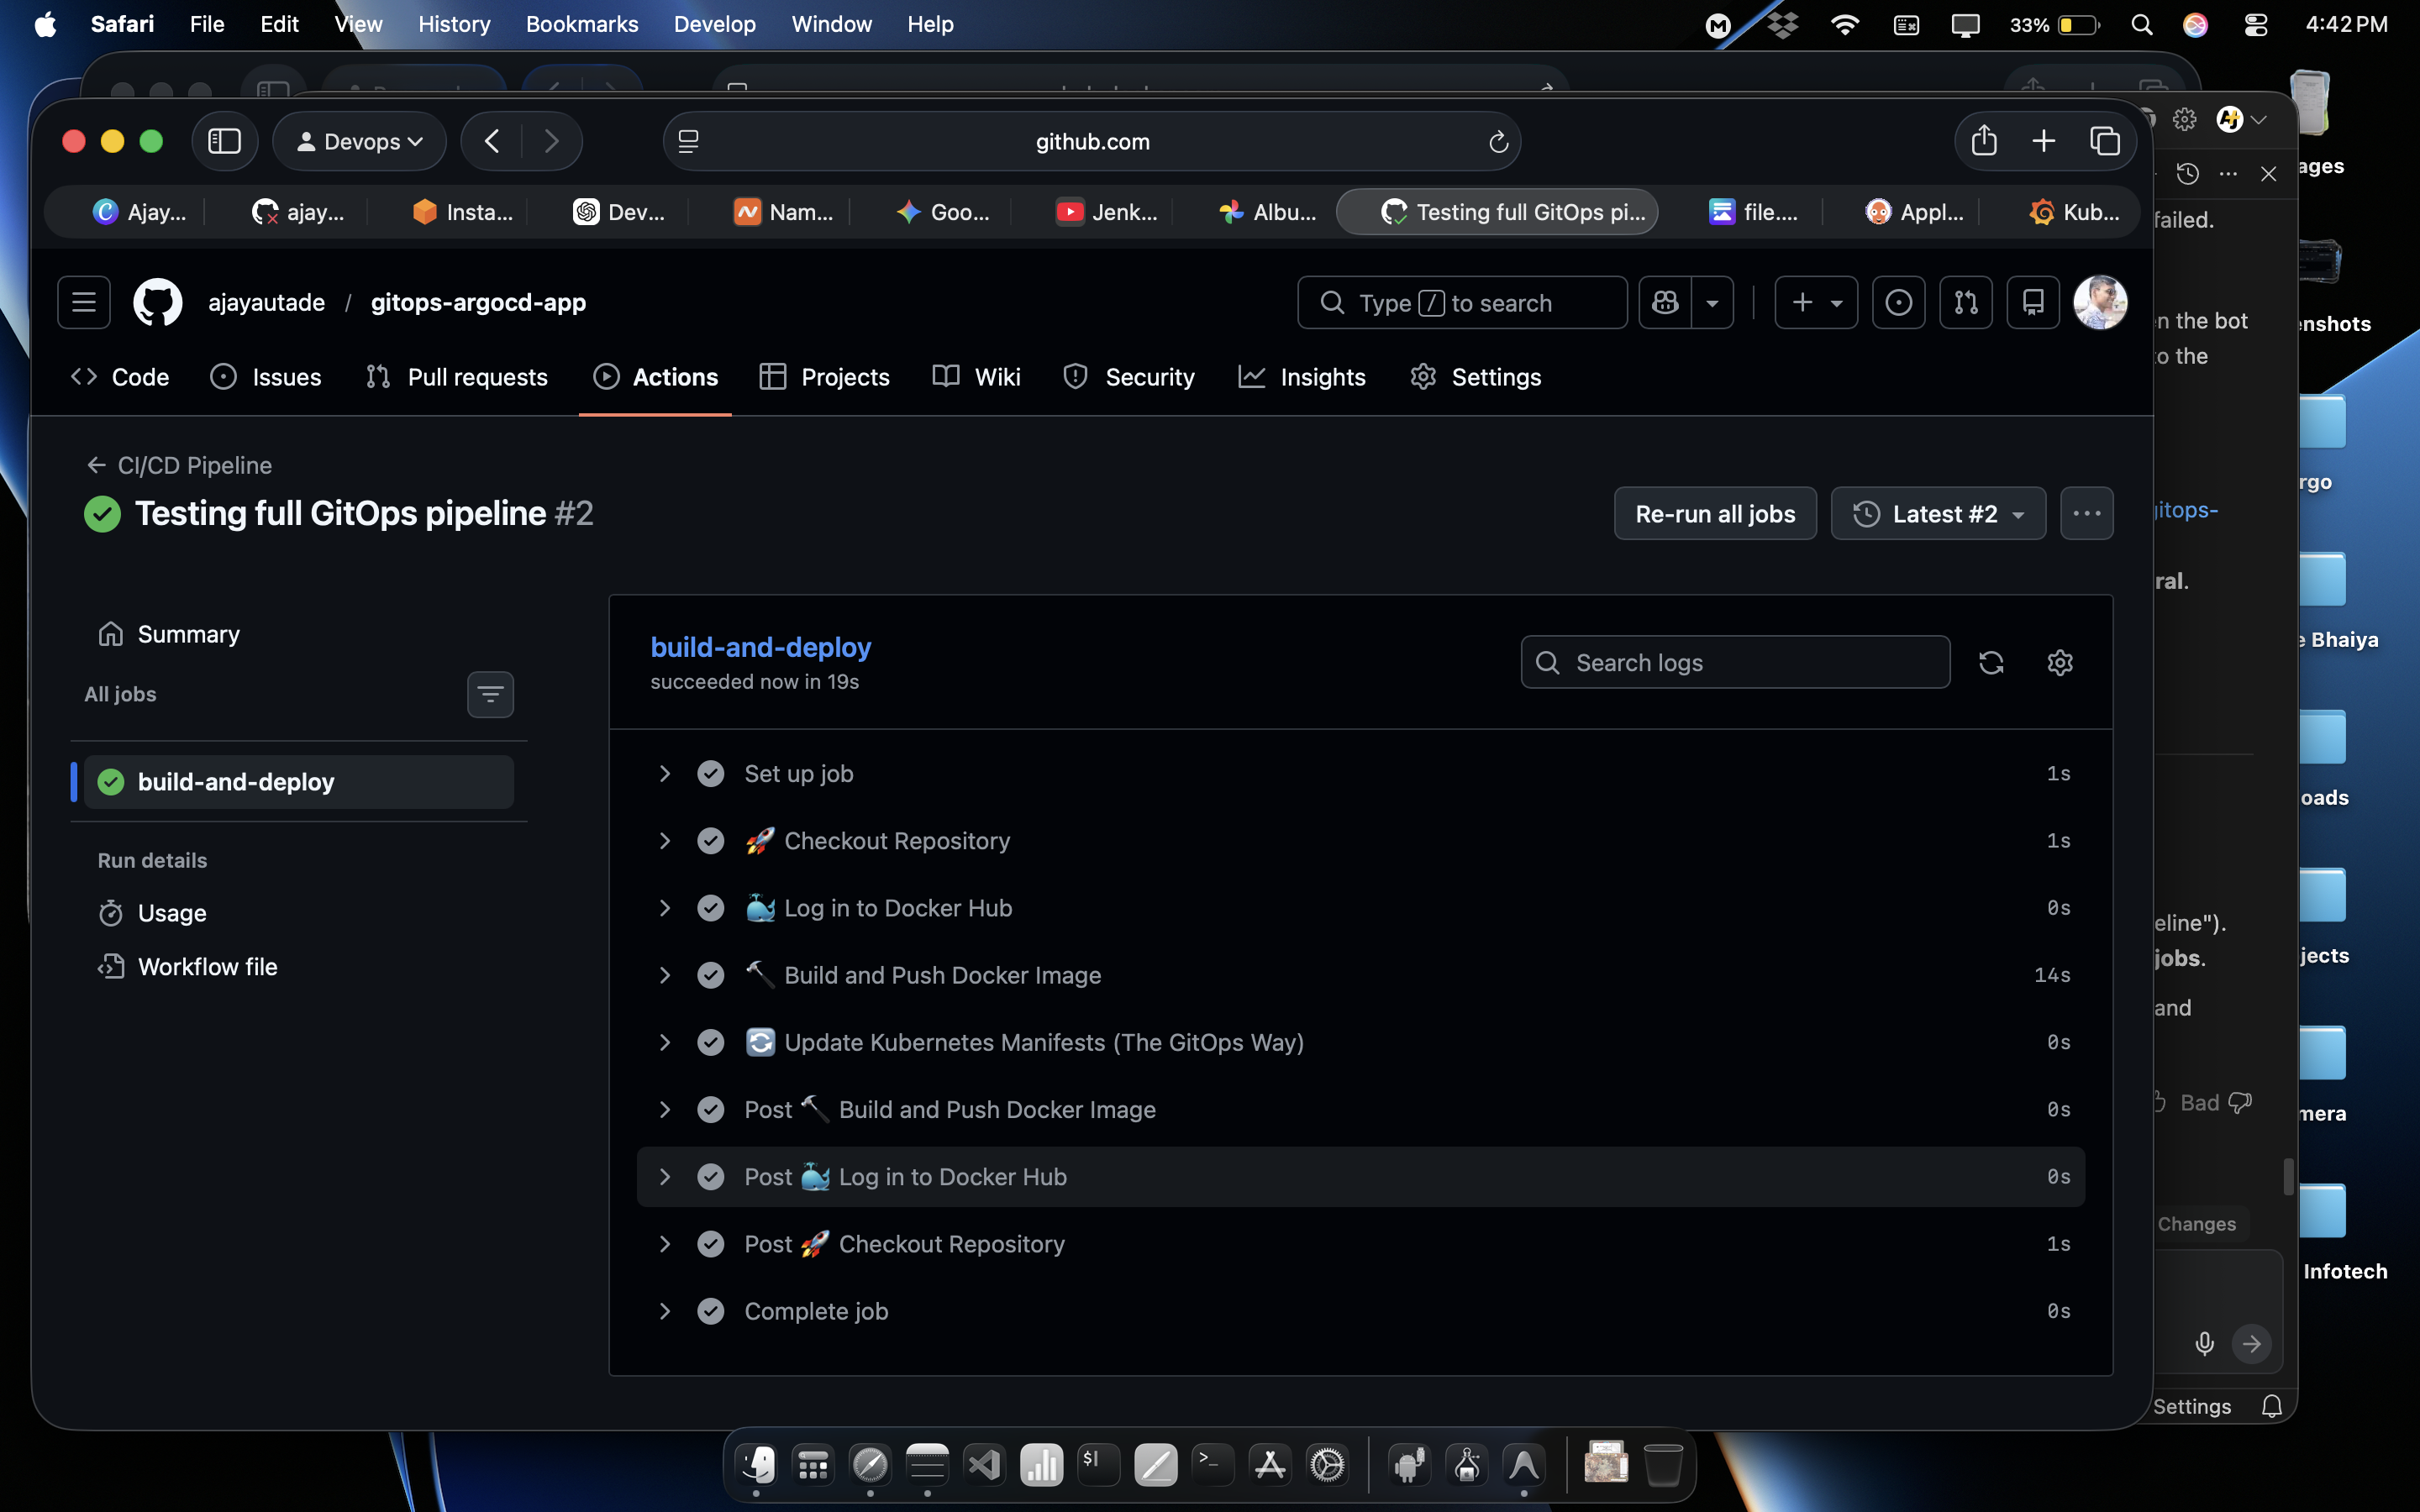 Safari File Edit View History Bookmarks Develop Window Help 33% 4:42 PM
Devops github.com
Ajay... ajay... Insta... Dev... Nam... Goo... Jenk... Albu... Testing full GitOps pi... file.... Appl... Kub...
ajayautade / gitops-argocd-app Type / to search
Code Issues Pull requests Actions Projects Wiki Security Insights Settings
CI/CD Pipeline
Testing full GitOps pipeline #2 Re-run all jobs Latest #2
Summary
All jobs
build-and-deploy
Run details
Usage
Workflow file
build-and-deploy
succeeded now in 19s
Search logs
Set up job 1s
Checkout Repository 1s
Log in to Docker Hub 0s
Build and Push Docker Image 14s
Update Kubernetes Manifests (The GitOps Way) 0s
Post Build and Push Docker Image 0s
Post Log in to Docker Hub 0s
Post Checkout Repository 1s
Complete job 0s
failed.
n the bot
to the
gitops-
ral.
eline").
jobs.
and
Bad
Changes
Settings
ages
enshots
rgo
e Bhaiya
oads
jects
mera
Infotech